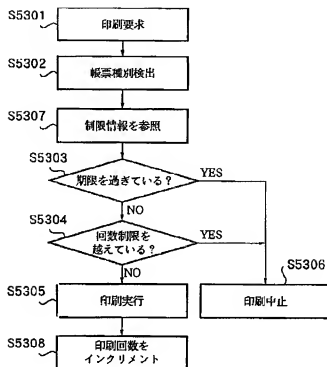 S5301
印刷要求
S5302
帳票種別検出
S5307
制限情報を参照
S5303
期限を過ぎている？
YES
NO
S5304
回数制限を
越えている？
YES
NO
S5305
印刷実行
S5306
印刷中止
S5308
印刷回数を
インクリメント